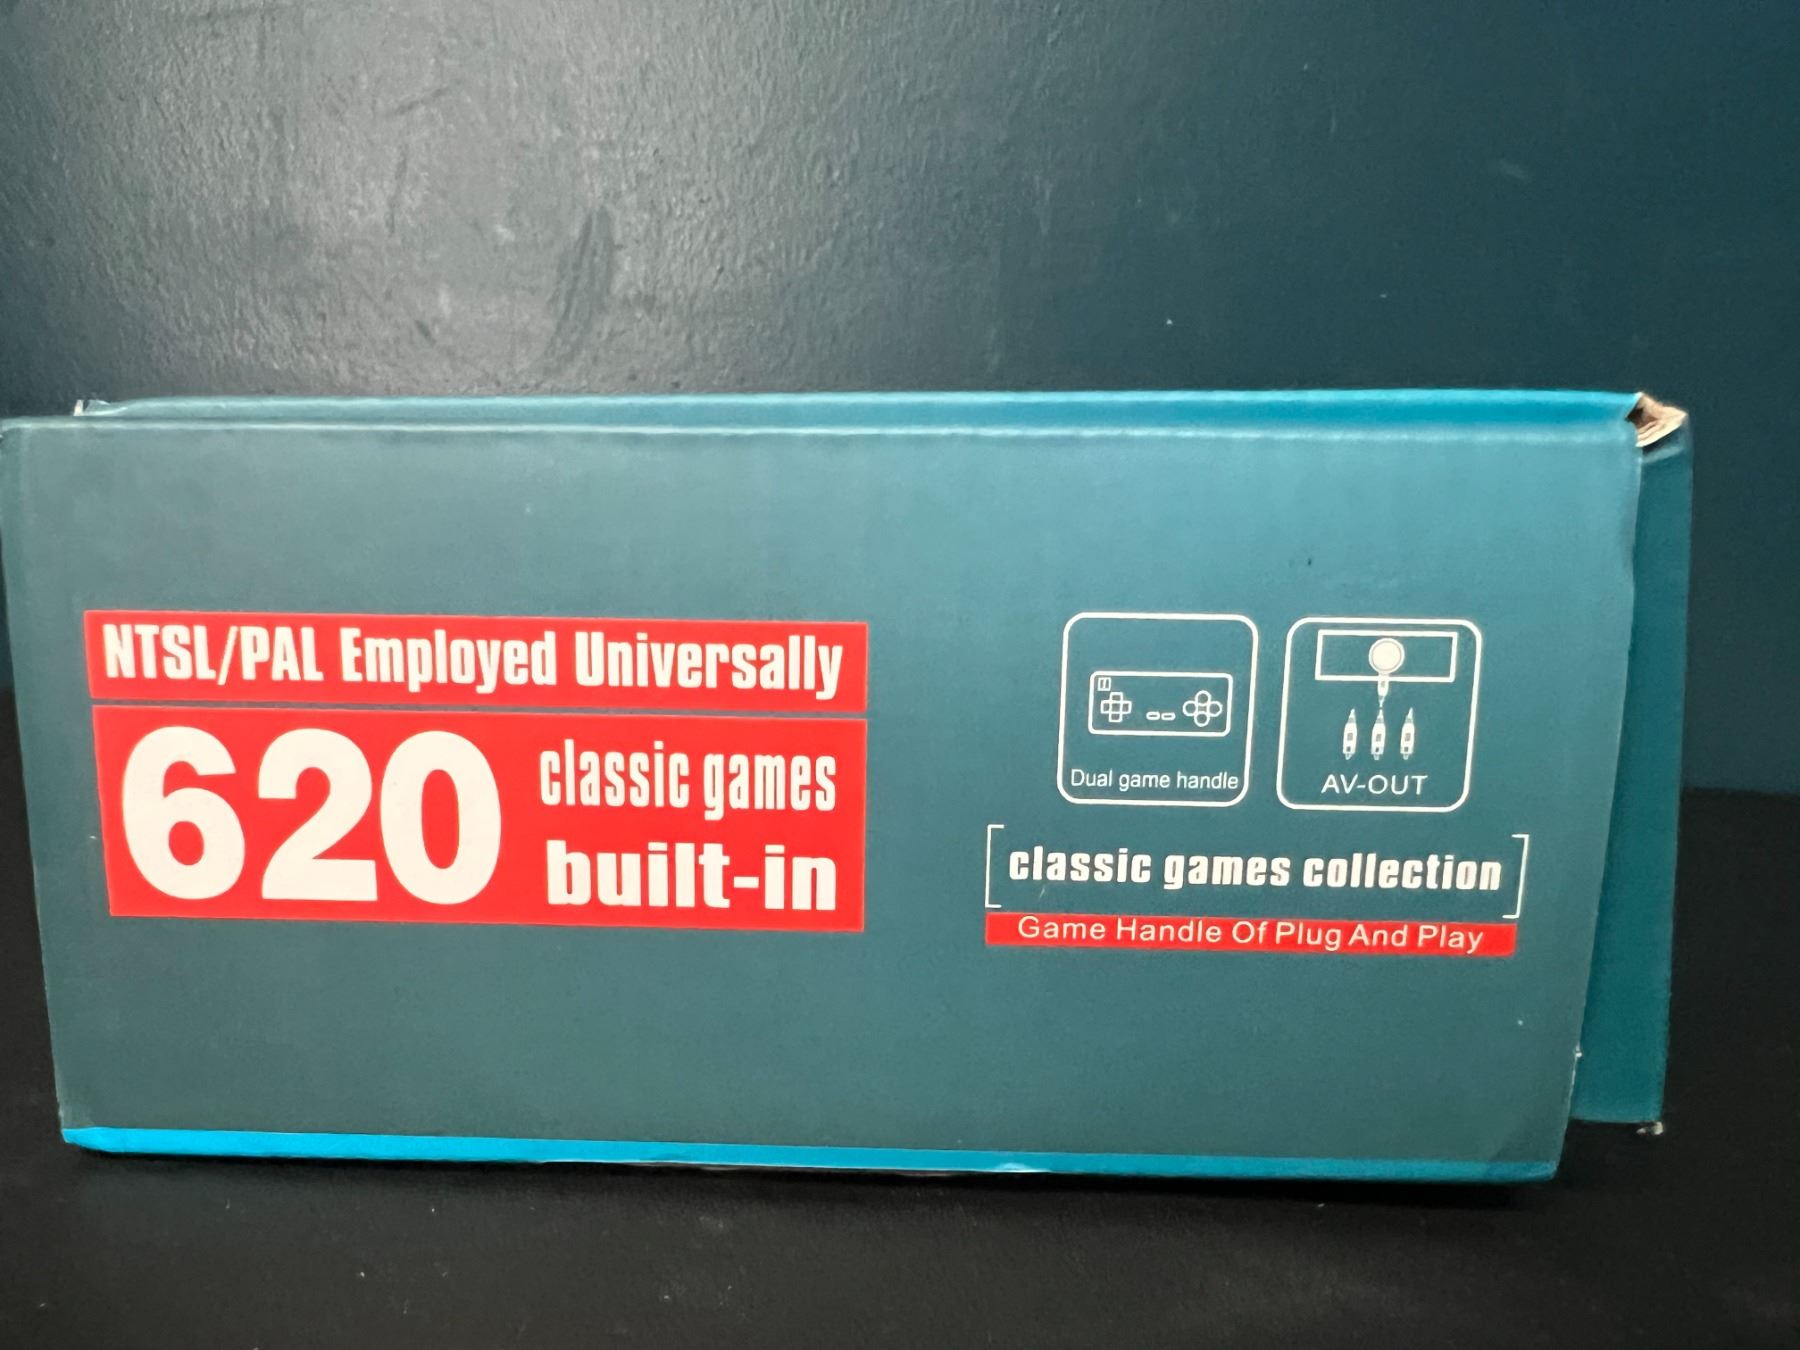 NTSL/PAL Employed Universally
620 classic games
built-in
Dual game handle
AV-OUT
classic games collection
Game Handle Of Plug And Play